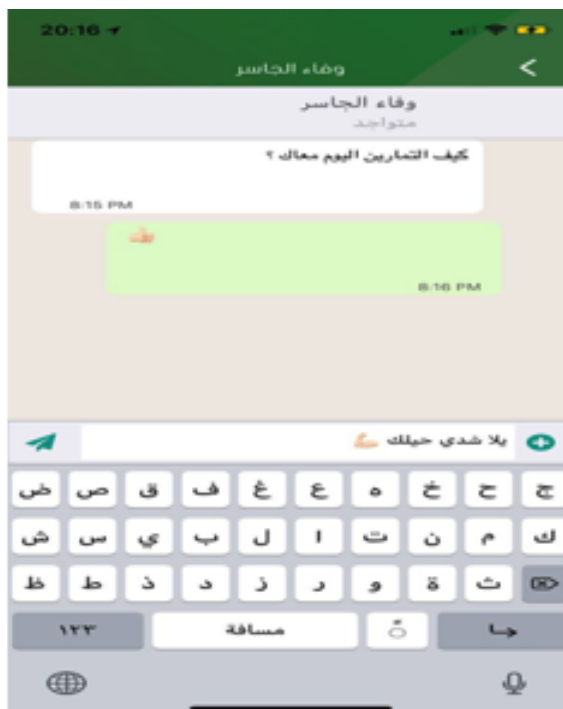 20:16
وفاء الجاسر
وفاء الجاسر
متواجد
كيف التمارين اليوم معاك ؟
8:15 PM
👍🏻
8:16 PM
يلا شدي حيلك 💪🏻
ض ص ق ف غ ع ه خ ح ج
ش س ي ب ل ا ت ن م ك
ظ ط ذ د ز ر و ة ث
١٢٣ مسافة جا